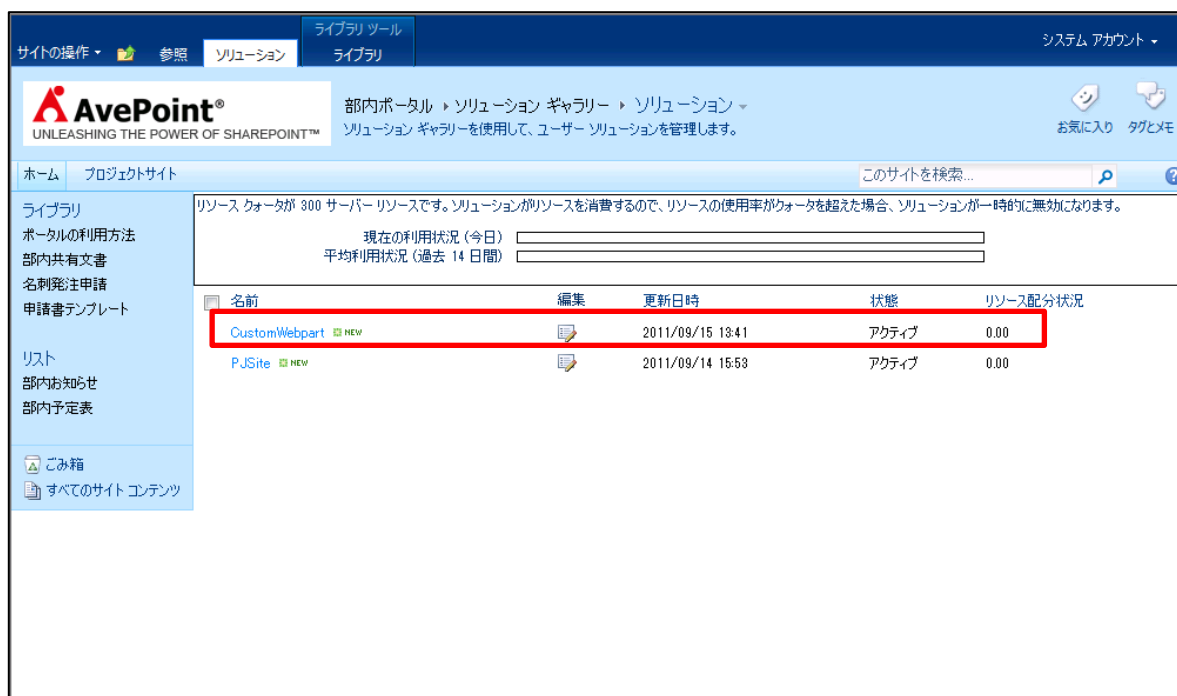 ライブラリ ツール
サイトの操作 参照 ソリューション ライブラリ システム アカウント
AvePoint®
UNLEASHING THE POWER OF SHAREPOINT™
部内ポータル ▸ ソリューション ギャラリー ▸ ソリューション
ソリューション ギャラリーを使用して、ユーザー ソリューションを管理します。
お気に入り タグとメモ
ホーム プロジェクトサイト このサイトを検索... ?
ライブラリ
ポータルの利用方法
部内共有文書
名刺発注申請
申請書テンプレート
リスト
部内お知らせ
部内予定表
ごみ箱
すべてのサイト コンテンツ
リソース クォータが 300 サーバー リソースです。ソリューションがリソースを消費するので、リソースの使用率がクォータを超えた場合、ソリューションが一時的に無効になります。
現在の利用状況 (今日)
平均利用状況 (過去 14 日間)
名前 編集 更新日時 状態 リソース配分状況
CustomWebpart NEW 2011/09/15 13:41 アクティブ 0.00
PJSite NEW 2011/09/14 15:53 アクティブ 0.00